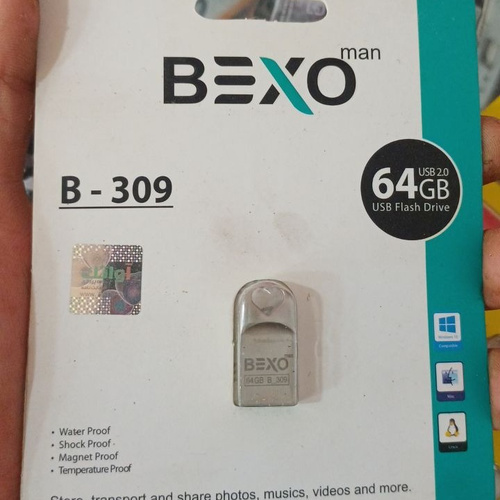 BEXO man
B - 309
64GB USB 2.0
USB Flash Drive
BEXO
64GB B_309
• Water Proof
• Shock Proof
• Magnet Proof
• Temperature Proof
Store, transport and share photos, musics, videos and more.